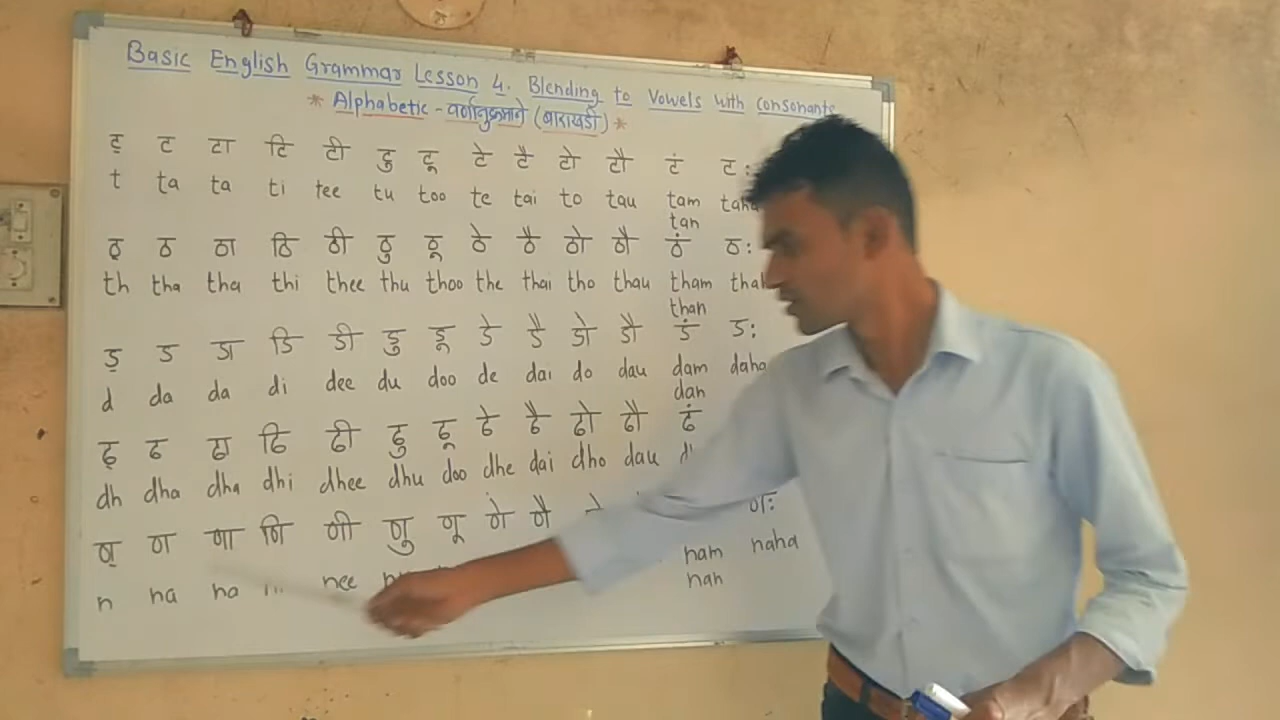 Basic English Grammar Lesson 4. Blending to Vowels with consonants
* Alphabetic - वर्णानुक्रमाने (बाराखडी) *
ट् ट टा टि टी टु टू टे टै टो टौ टं ट:
t ta ta ti tee tu too te tai to tau tam taha
tan
ठ् ठ ठा ठि ठी ठु ठू ठे ठै ठो ठौ ठं ठ:
th tha tha thi thee thu thoo the thai tho thau tham
than
ड् ड डा डि डी डु डू डे डै डो डौ डं ड:
d da da di dee du doo de dai do dau dam daha
dan
ढ् ढ ढा ढि ढी ढु ढू ढे ढै ढो ढौ ढं
dh dha dha dhi dhee dhu doo dhe dai dho dau
ण् ण णा णि णी णु णू णे णै ण:
n na na nee nam naha
nan